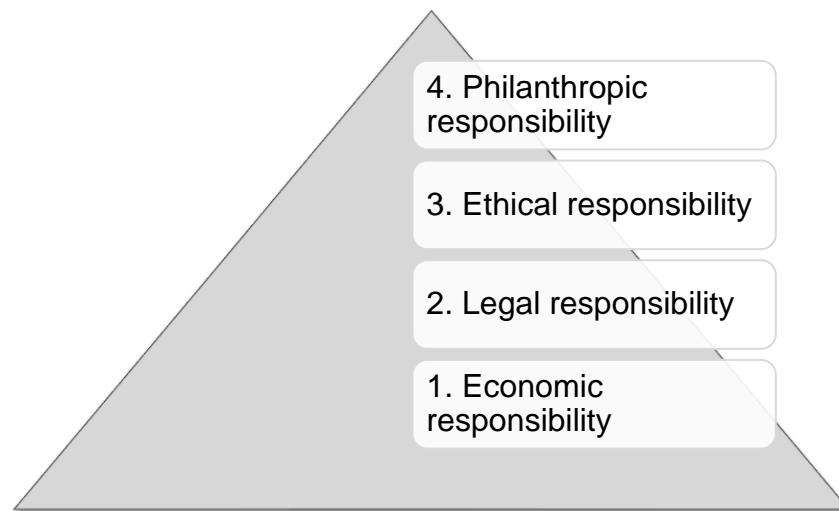 4. Philanthropic
responsibility
3. Ethical responsibility
2. Legal responsibility
1. Economic
responsibility